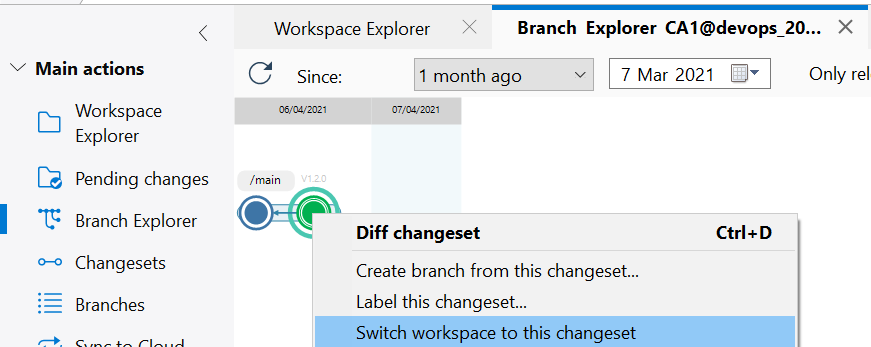 Workspace Explorer
Branch Explorer CA1@devops_20...
Main actions
Since:
1 month ago
7 Mar 2021
Only rel
Workspace
Explorer
06/04/2021
07/04/2021
Pending changes
/main
V1.2.0
Branch Explorer
Diff changeset
Ctrl+D
Changesets
Create branch from this changeset...
Branches
Label this changeset...
Sync to Cloud
Switch workspace to this changeset